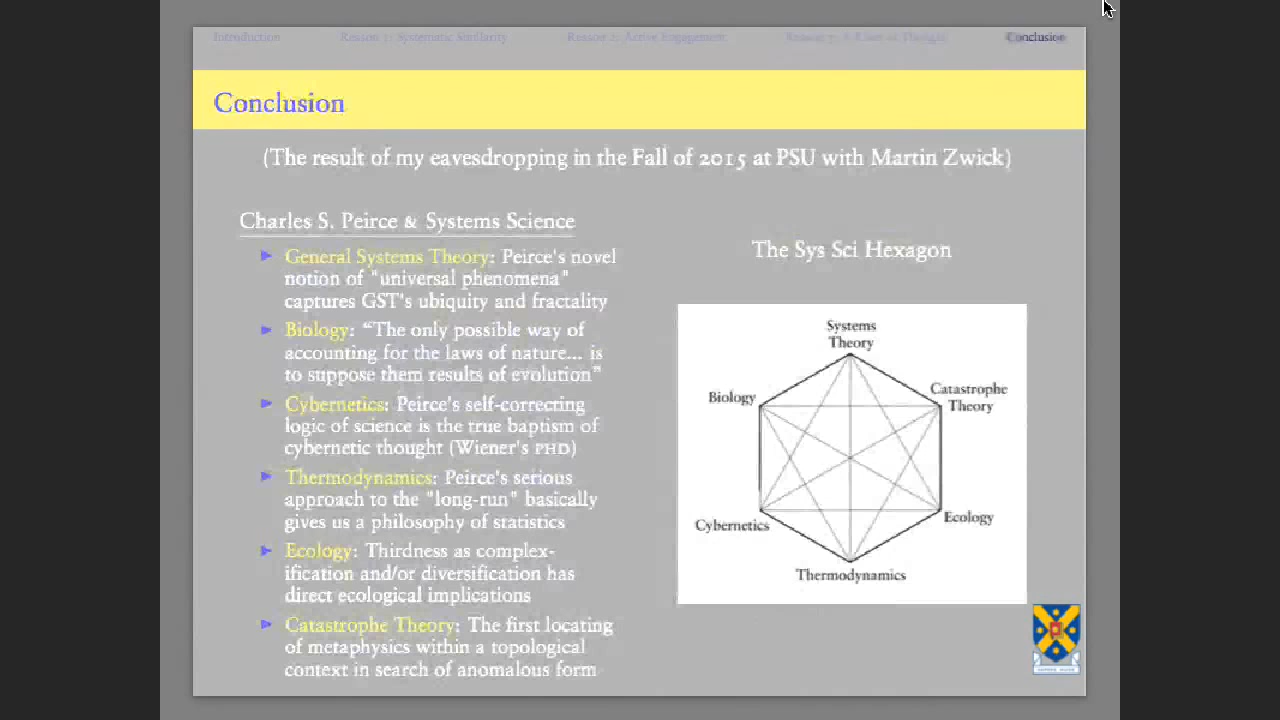 Introduction Reason 1: Systematic Similarity Reason 2: Active Engagement Reason 3: A River of Thought Conclusion
Conclusion
(The result of my eavesdropping in the Fall of 2015 at PSU with Martin Zwick)
Charles S. Peirce & Systems Science
► General Systems Theory: Peirce's novel
notion of "universal phenomena"
captures GST's ubiquity and fractality
► Biology: “The only possible way of
accounting for the laws of nature... is
to suppose them results of evolution”
► Cybernetics: Peirce's self-correcting
logic of science is the true baptism of
cybernetic thought (Wiener's PHD)
► Thermodynamics: Peirce's serious
approach to the "long-run" basically
gives us a philosophy of statistics
► Ecology: Thirdness as complex-
ification and/or diversification has
direct ecological implications
► Catastrophe Theory: The first locating
of metaphysics within a topological
context in search of anomalous form
The Sys Sci Hexagon
Systems
Theory
Catastrophe
Theory
Biology
Ecology
Cybernetics
Thermodynamics